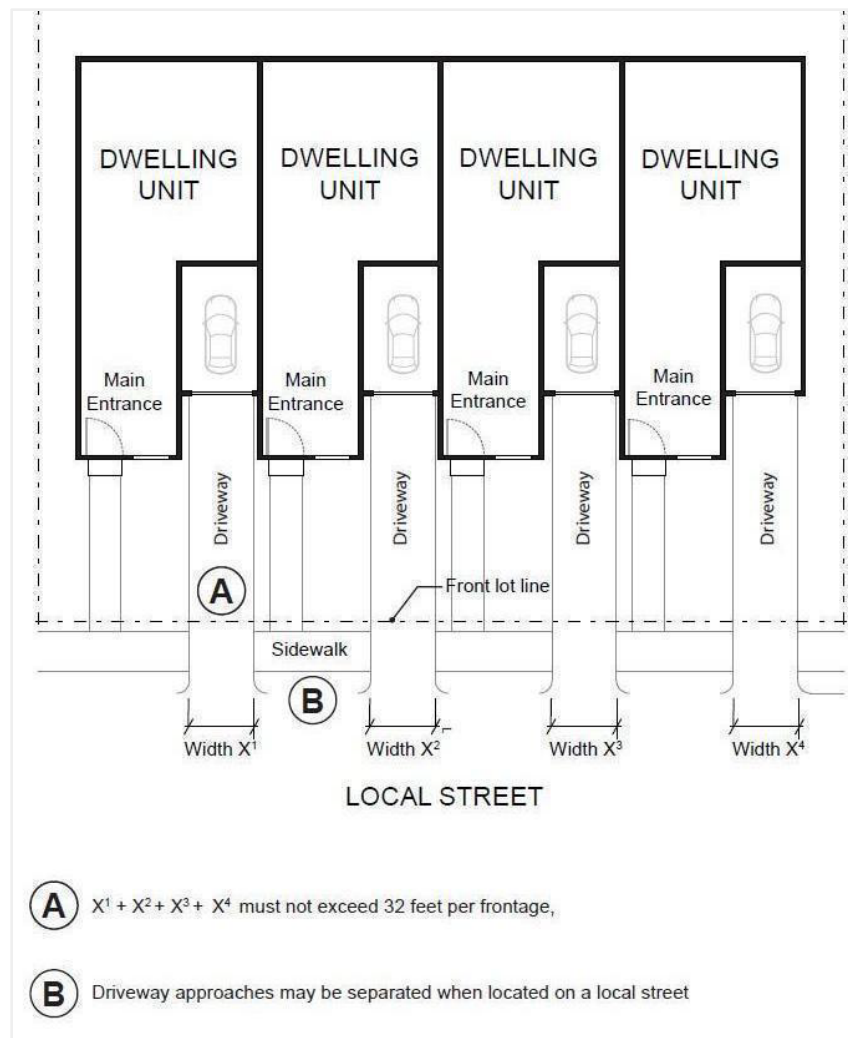 DWELLING
UNIT
DWELLING
UNIT
DWELLING
UNIT
DWELLING
UNIT
Main
Entrance
Main
Entrance
Main
Entrance
Main
Entrance
Driveway
Driveway
Driveway
Driveway
A
Front lot line
Sidewalk
B
Width X¹
Width X²
Width X³
Width X⁴
LOCAL STREET
A X¹ + X² + X³ + X⁴ must not exceed 32 feet per frontage,
B Driveway approaches may be separated when located on a local street